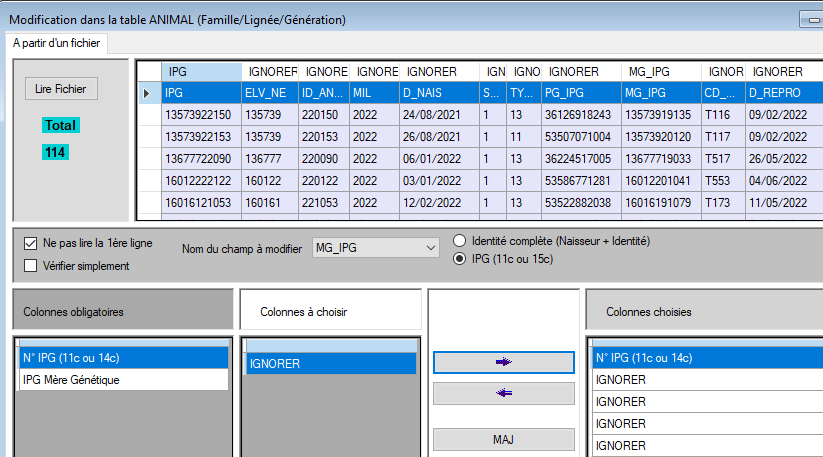 Modification dans la table ANIMAL (Famille/Lignée/Génération)
A partir d'un fichier
Lire Fichier
Total
114
IPG IGNORER IGNORE IGNORE IGNORER IGN IGNO IGNORER MG_IPG IGNOR IGNORER
IPG ELV_NE ID_AN... MIL D_NAIS S... TY... PG_IPG MG_IPG CD_... D_REPRO
13573922150 135739 220150 2022 24/08/2021 1 13 36126918243 13573919135 T116 09/02/2022
13573922153 135739 220153 2022 26/08/2021 1 11 53507071004 13573920120 T117 09/02/2022
13677722090 136777 220090 2022 06/01/2022 1 13 36224517005 13677719033 T517 26/05/2022
16012222122 160122 220122 2022 03/01/2022 1 13 53586771281 16012201041 T553 04/06/2022
16016121053 160161 221053 2022 12/02/2022 1 13 53522882038 16016191079 T173 11/05/2022
Ne pas lire la 1ère ligne
Vérifier simplement
Nom du champ à modifier MG_IPG
Identité complète (Naisseur + Identité)
IPG (11c ou 15c)
Colonnes obligatoires
N° IPG (11c ou 14c)
IPG Mère Génétique
Colonnes à choisir
IGNORER
MAJ
Colonnes choisies
N° IPG (11c ou 14c)
IGNORER
IGNORER
IGNORER
IGNORER